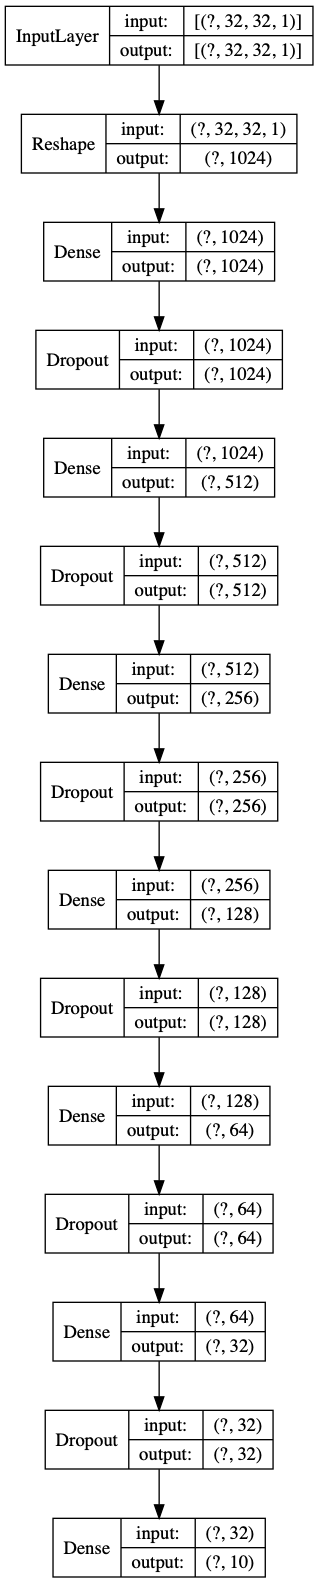 InputLayer
input: [(?, 32, 32, 1)]
output: [(?, 32, 32, 1)]
Reshape
input: (?, 32, 32, 1)
output: (?, 1024)
Dense
input: (?, 1024)
output: (?, 1024)
Dropout
input: (?, 1024)
output: (?, 1024)
Dense
input: (?, 1024)
output: (?, 512)
Dropout
input: (?, 512)
output: (?, 512)
Dense
input: (?, 512)
output: (?, 256)
Dropout
input: (?, 256)
output: (?, 256)
Dense
input: (?, 256)
output: (?, 128)
Dropout
input: (?, 128)
output: (?, 128)
Dense
input: (?, 128)
output: (?, 64)
Dropout
input: (?, 64)
output: (?, 64)
Dense
input: (?, 64)
output: (?, 32)
Dropout
input: (?, 32)
output: (?, 32)
Dense
input: (?, 32)
output: (?, 10)